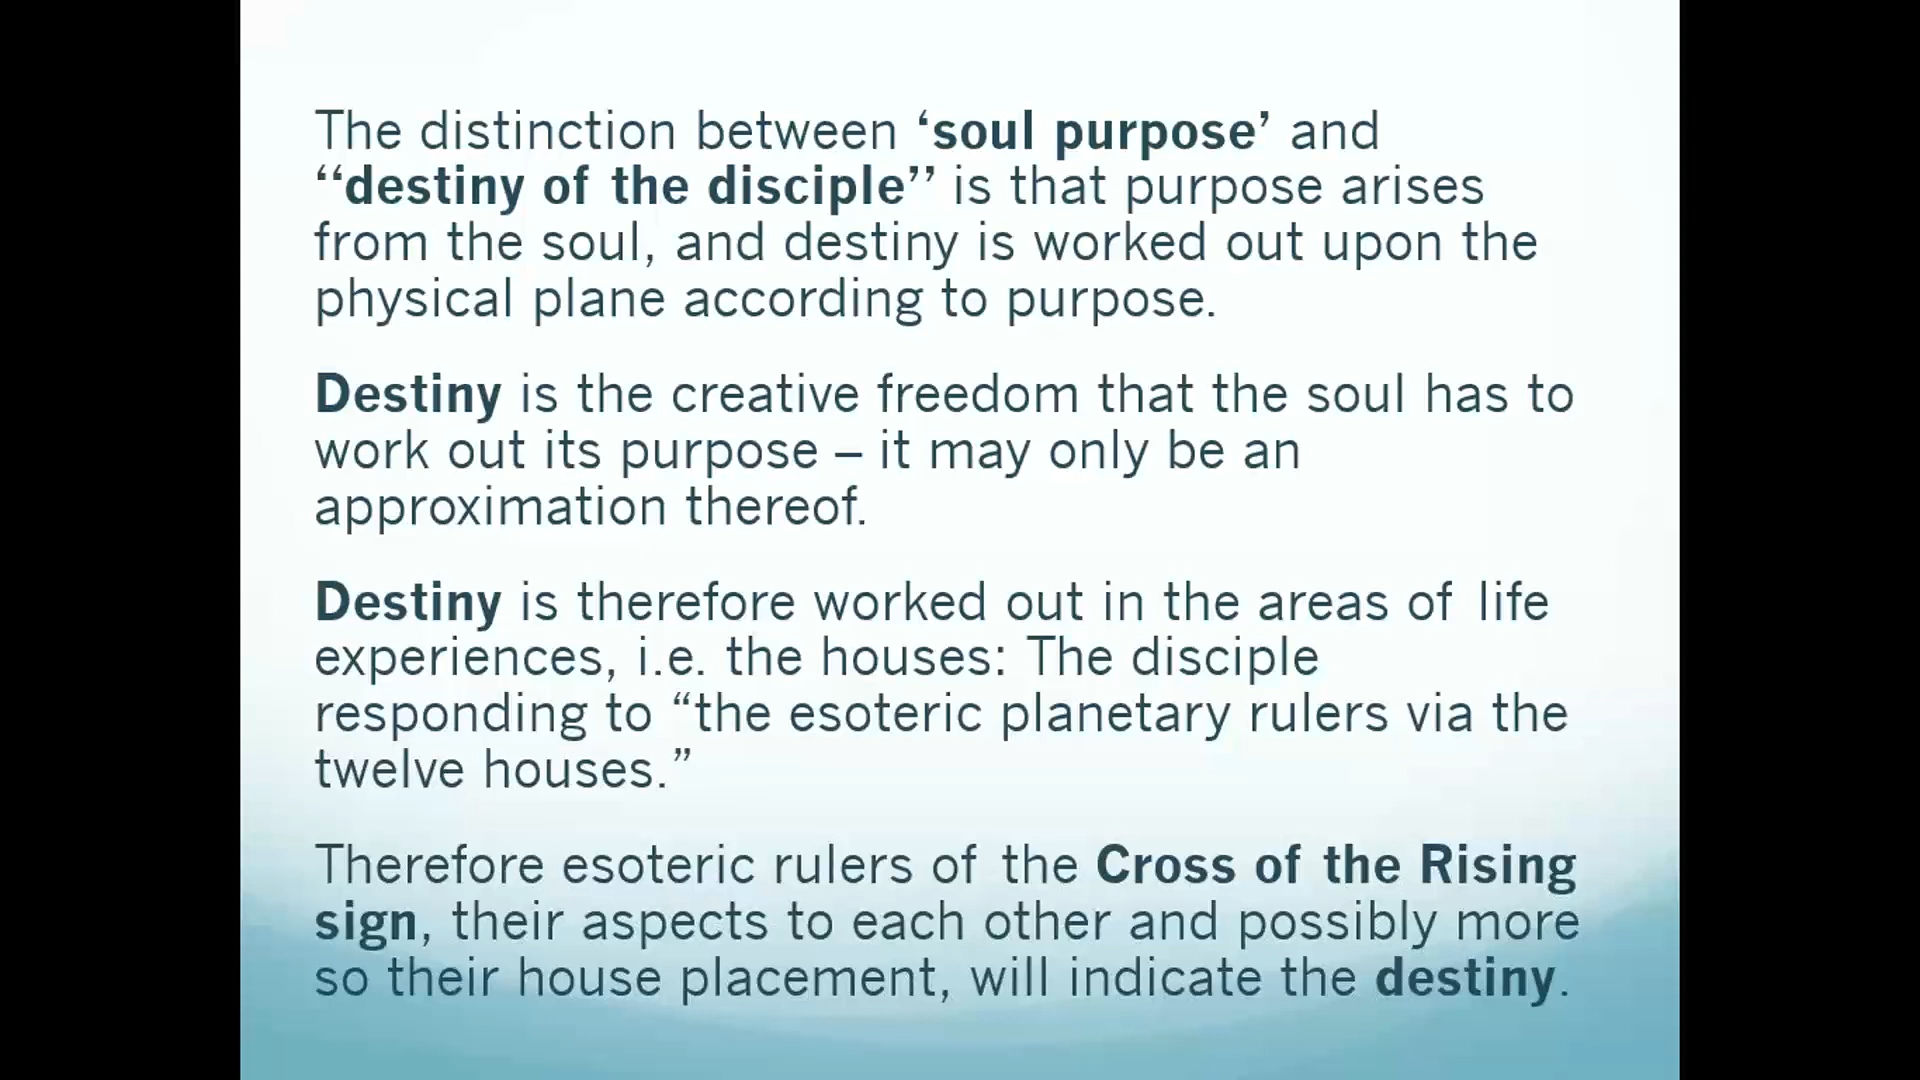 The distinction between ‘soul purpose’ and
‘‘destiny of the disciple’’ is that purpose arises
from the soul, and destiny is worked out upon the
physical plane according to purpose.
Destiny is the creative freedom that the soul has to
work out its purpose – it may only be an
approximation thereof.
Destiny is therefore worked out in the areas of life
experiences, i.e. the houses: The disciple
responding to “the esoteric planetary rulers via the
twelve houses.”
Therefore esoteric rulers of the Cross of the Rising
sign, their aspects to each other and possibly more
so their house placement, will indicate the destiny.